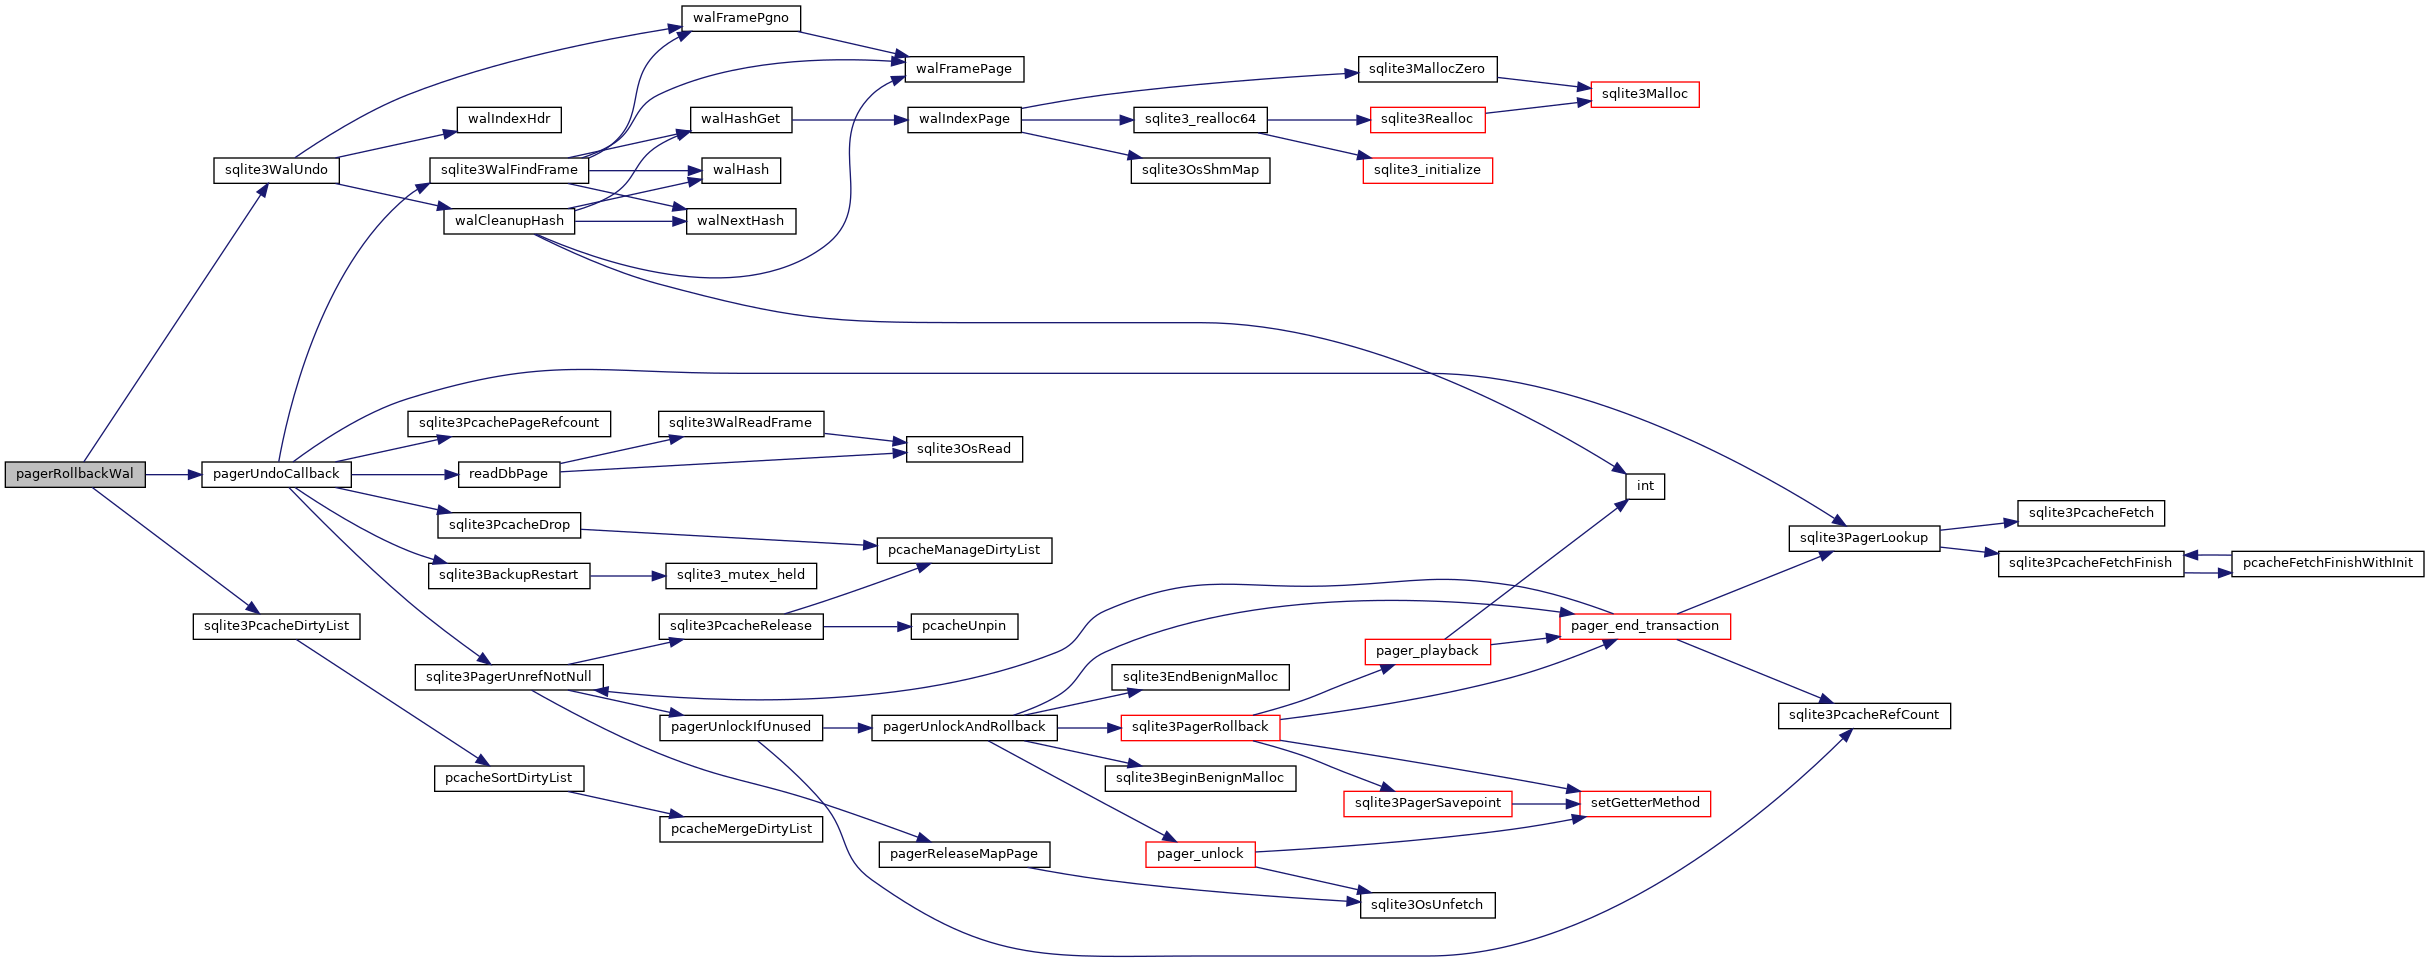 walFramePgno
walFramePage
sqlite3MallocZero
sqlite3Malloc
walIndexHdr
walHashGet
walIndexPage
sqlite3_realloc64
sqlite3Realloc
sqlite3WalUndo
sqlite3WalFindFrame
walHash
sqlite3OsShmMap
sqlite3_initialize
walCleanupHash
walNextHash
sqlite3PcachePageRefcount
sqlite3WalReadFrame
sqlite3OsRead
pagerRollbackWal
pagerUndoCallback
readDbPage
int
sqlite3PcacheFetch
sqlite3PcacheDrop
sqlite3PagerLookup
pcacheManageDirtyList
sqlite3PcacheFetchFinish
pcacheFetchFinishWithInit
sqlite3BackupRestart
sqlite3_mutex_held
sqlite3PcacheDirtyList
sqlite3PcacheRelease
pcacheUnpin
pager_end_transaction
pager_playback
sqlite3PagerUnrefNotNull
sqlite3EndBenignMalloc
sqlite3PcacheRefCount
pagerUnlockIfUnused
pagerUnlockAndRollback
sqlite3PagerRollback
pcacheSortDirtyList
sqlite3BeginBenignMalloc
sqlite3PagerSavepoint
setGetterMethod
pcacheMergeDirtyList
pagerReleaseMapPage
pager_unlock
sqlite3OsUnfetch